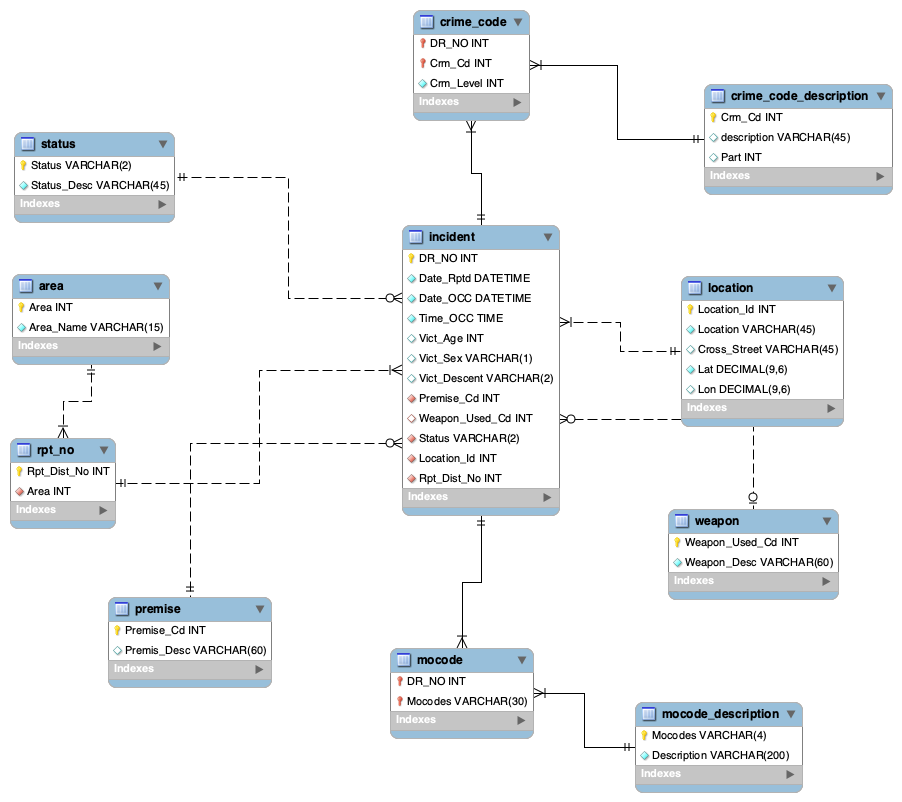 crime_code
DR_NO INT
Crm_Cd INT
Crm_Level INT
Indexes
crime_code_description
Crm_Cd INT
description VARCHAR(45)
Part INT
Indexes
status
Status VARCHAR(2)
Status_Desc VARCHAR(45)
Indexes
incident
DR_NO INT
Date_Rptd DATETIME
Date_OCC DATETIME
Time_OCC TIME
Vict_Age INT
Vict_Sex VARCHAR(1)
Vict_Descent VARCHAR(2)
Premise_Cd INT
Weapon_Used_Cd INT
Status VARCHAR(2)
Location_Id INT
Rpt_Dist_No INT
Indexes
area
Area INT
Area_Name VARCHAR(15)
Indexes
location
Location_Id INT
Location VARCHAR(45)
Cross_Street VARCHAR(45)
Lat DECIMAL(9,6)
Lon DECIMAL(9,6)
Indexes
rpt_no
Rpt_Dist_No INT
Area INT
Indexes
weapon
Weapon_Used_Cd INT
Weapon_Desc VARCHAR(60)
Indexes
premise
Premise_Cd INT
Premis_Desc VARCHAR(60)
Indexes
mocode
DR_NO INT
Mocodes VARCHAR(30)
Indexes
mocode_description
Mocodes VARCHAR(4)
Description VARCHAR(200)
Indexes